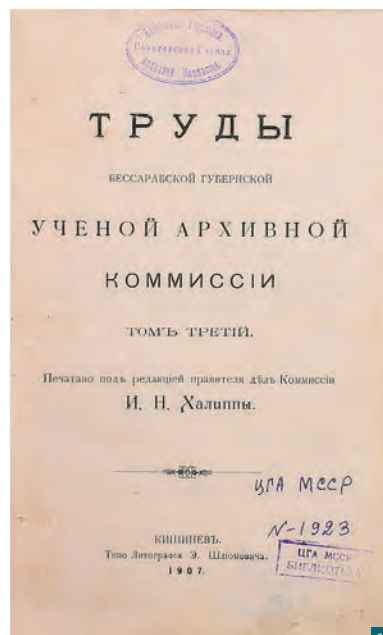 ТРУДЫ
БЕССАРАБСКОЙ ГУБЕРНСКОЙ
УЧЕНОЙ АРХИВНОЙ
КОММИССІИ
ТОМЪ ТРЕТІЙ.
Печатано подъ редакціей правителя дѣлъ Коммиссіи
И. Н. Халиппы.
ЦГА МССР
N-1923
КИШИНЕВЪ.
Типо Литографія Э. Шліомовича.
1907.
ЦГА МССР
БИБЛИОТЕКА